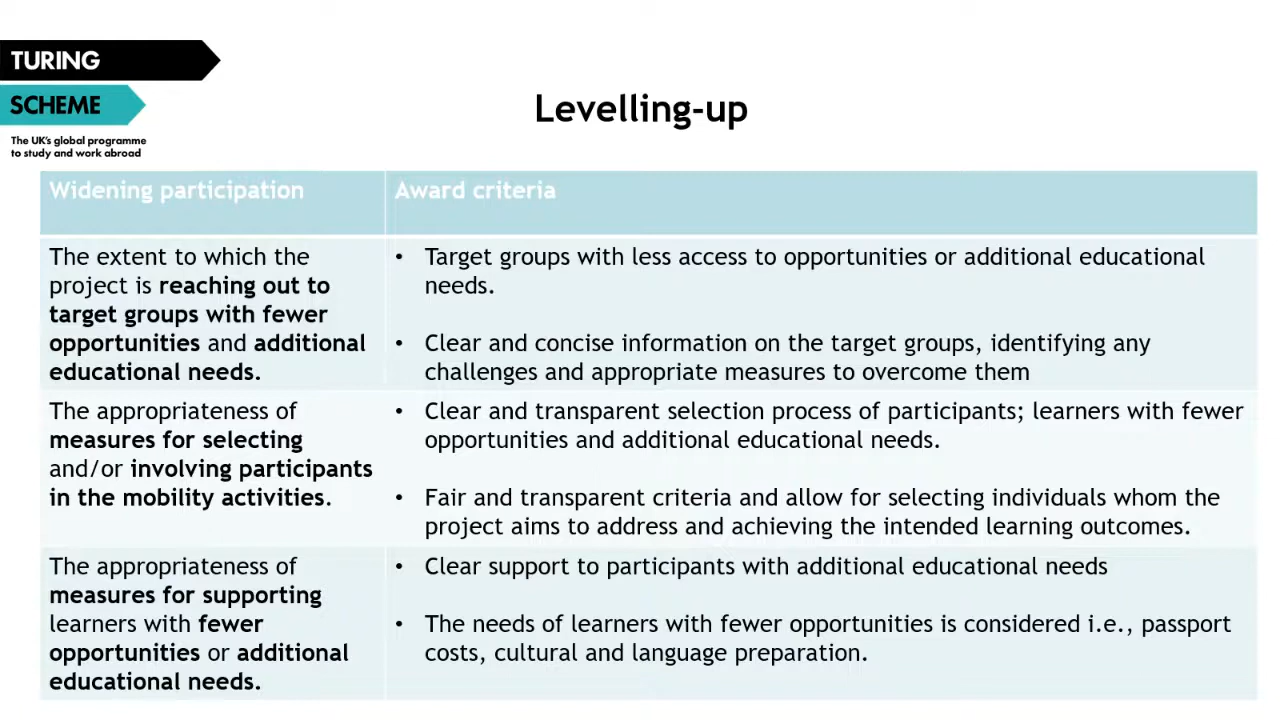 TURING
SCHEME
The UK's global programme
to study and work abroad
Levelling-up
Widening participation
Award criteria
The extent to which the
project is reaching out to
target groups with fewer
opportunities and additional
educational needs.
• Target groups with less access to opportunities or additional educational
needs.
• Clear and concise information on the target groups, identifying any
challenges and appropriate measures to overcome them
The appropriateness of
measures for selecting
and/or involving participants
in the mobility activities.
• Clear and transparent selection process of participants; learners with fewer
opportunities and additional educational needs.
• Fair and transparent criteria and allow for selecting individuals whom the
project aims to address and achieving the intended learning outcomes.
The appropriateness of
measures for supporting
learners with fewer
opportunities or additional
educational needs.
• Clear support to participants with additional educational needs
• The needs of learners with fewer opportunities is considered i.e., passport
costs, cultural and language preparation.